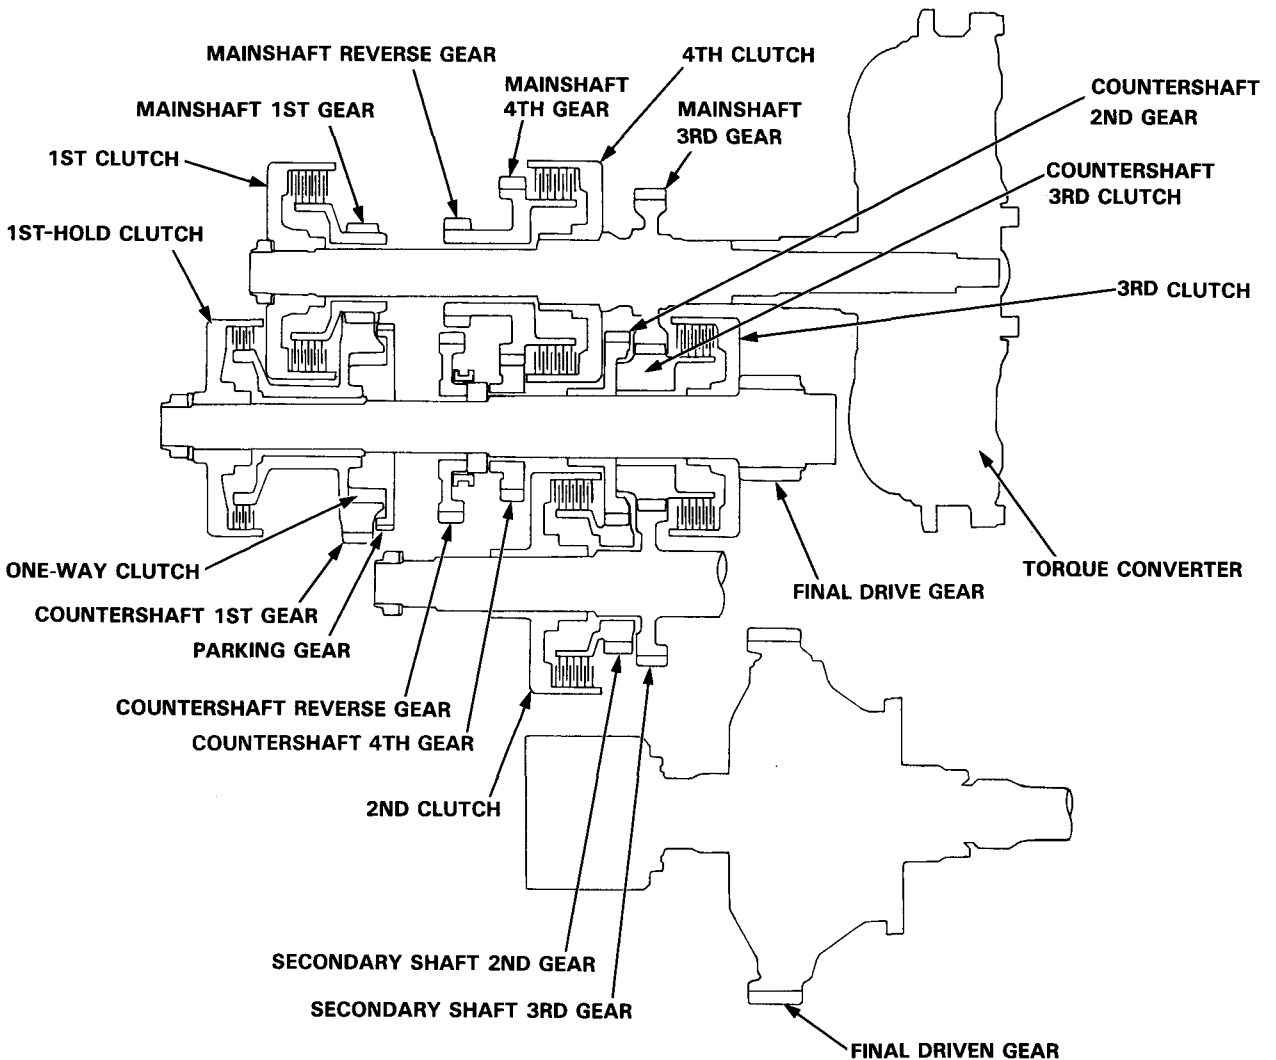 MAINSHAFT REVERSE GEAR
4TH CLUTCH
MAINSHAFT
4TH GEAR
COUNTERSHAFT
2ND GEAR
MAINSHAFT 1ST GEAR
MAINSHAFT
3RD GEAR
1ST CLUTCH
COUNTERSHAFT
3RD CLUTCH
1ST-HOLD CLUTCH
3RD CLUTCH
ONE-WAY CLUTCH
TORQUE CONVERTER
FINAL DRIVE GEAR
COUNTERSHAFT 1ST GEAR
PARKING GEAR
COUNTERSHAFT REVERSE GEAR
COUNTERSHAFT 4TH GEAR
2ND CLUTCH
SECONDARY SHAFT 2ND GEAR
SECONDARY SHAFT 3RD GEAR
FINAL DRIVEN GEAR